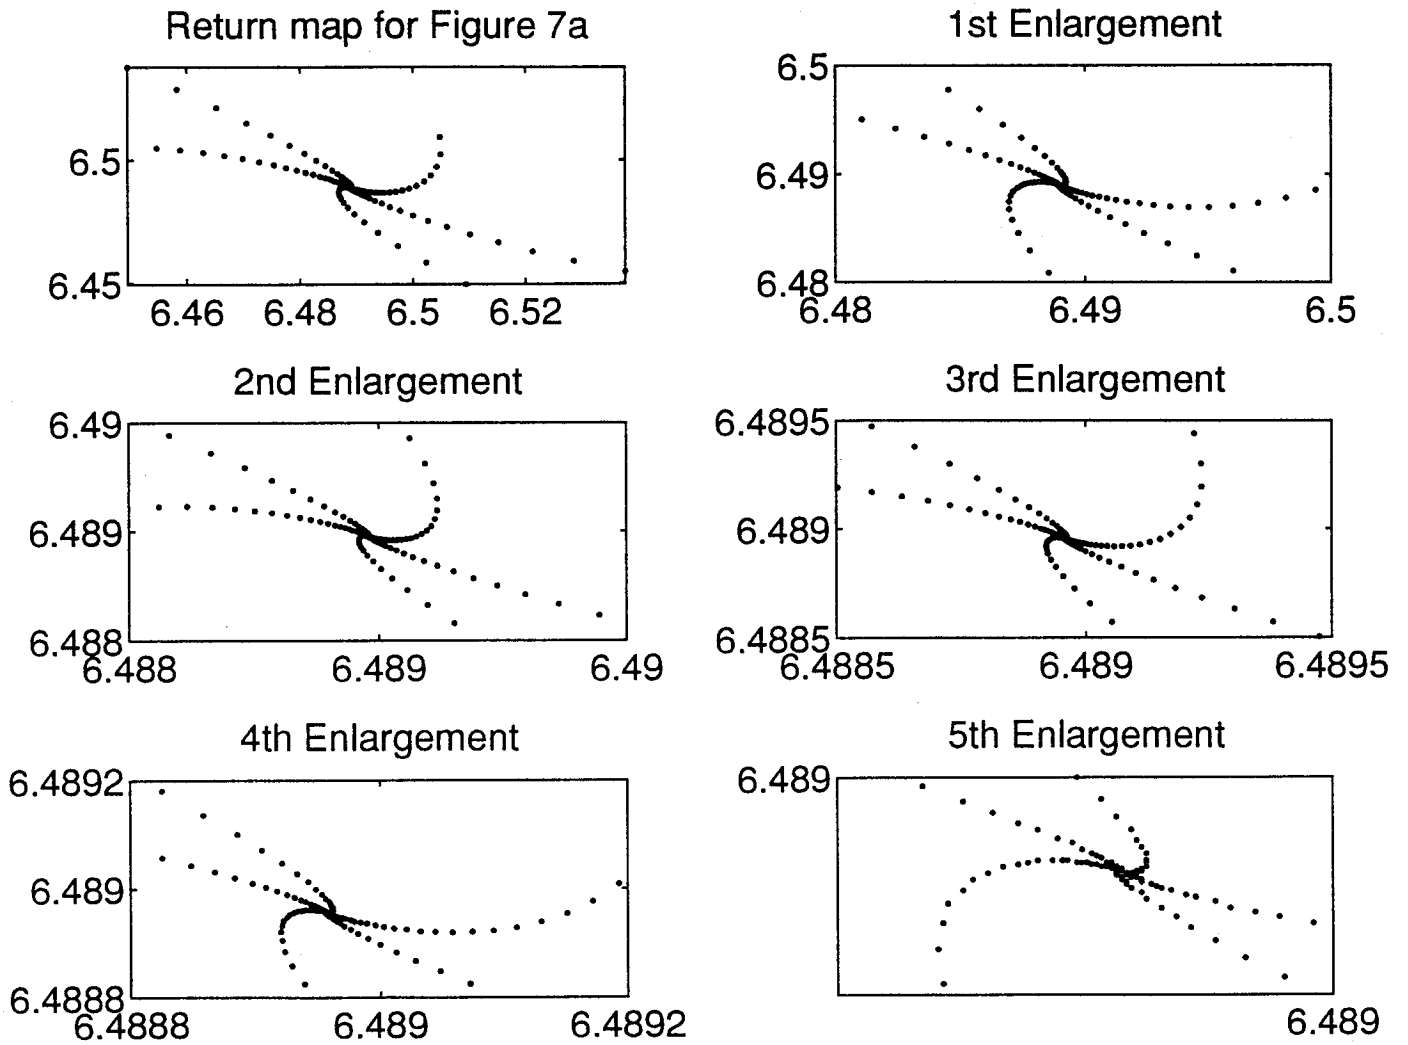 Return map for Figure 7a
6.5
6.45
6.46 6.48 6.5 6.52
1st Enlargement
6.5
6.49
6.48
6.48 6.49 6.5
2nd Enlargement
6.49
6.489
6.488
6.488 6.489 6.49
3rd Enlargement
6.4895
6.489
6.4885
6.4885 6.489 6.4895
4th Enlargement
6.4892
6.489
6.4888
6.4888 6.489 6.4892
5th Enlargement
6.489
6.489